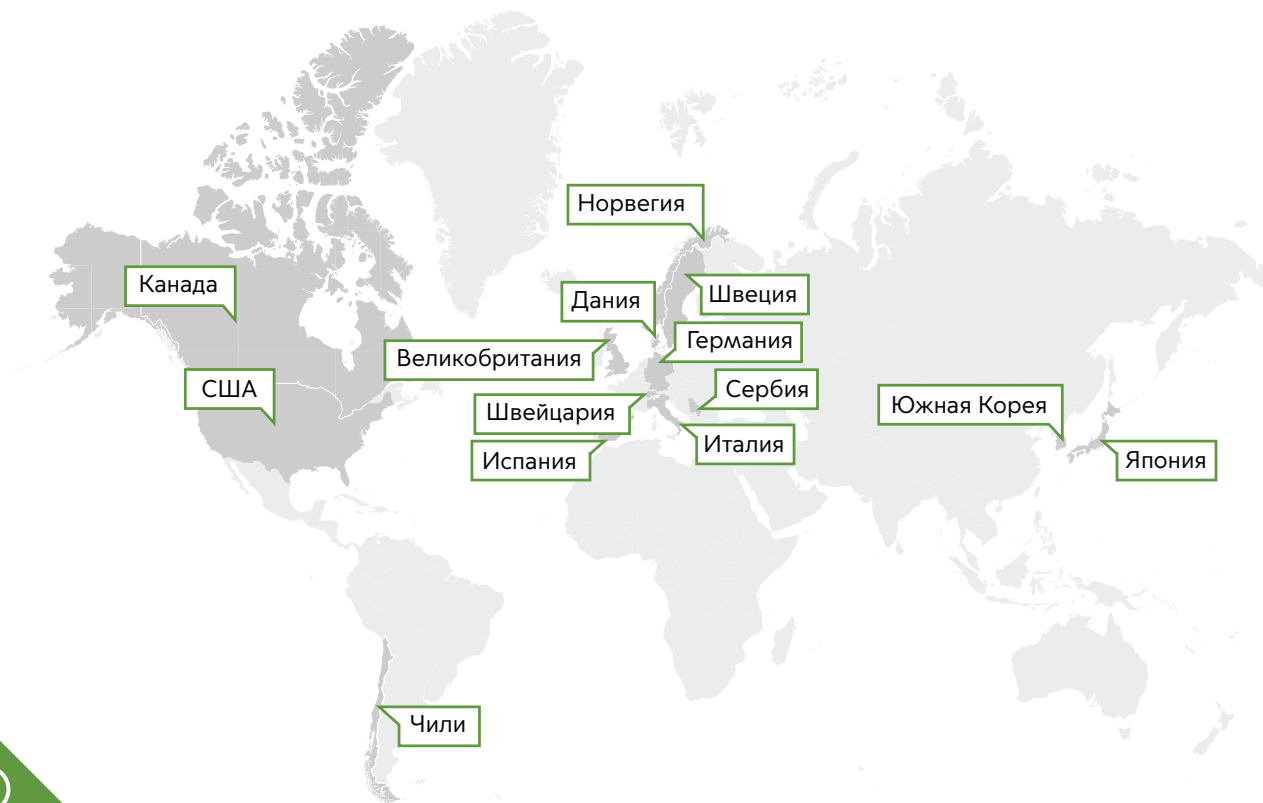 Норвегия
Канада
Дания
Швеция
Германия
Великобритания
США
Сербия
Швейцария
Южная Корея
Италия
Испания
Япония
Чили